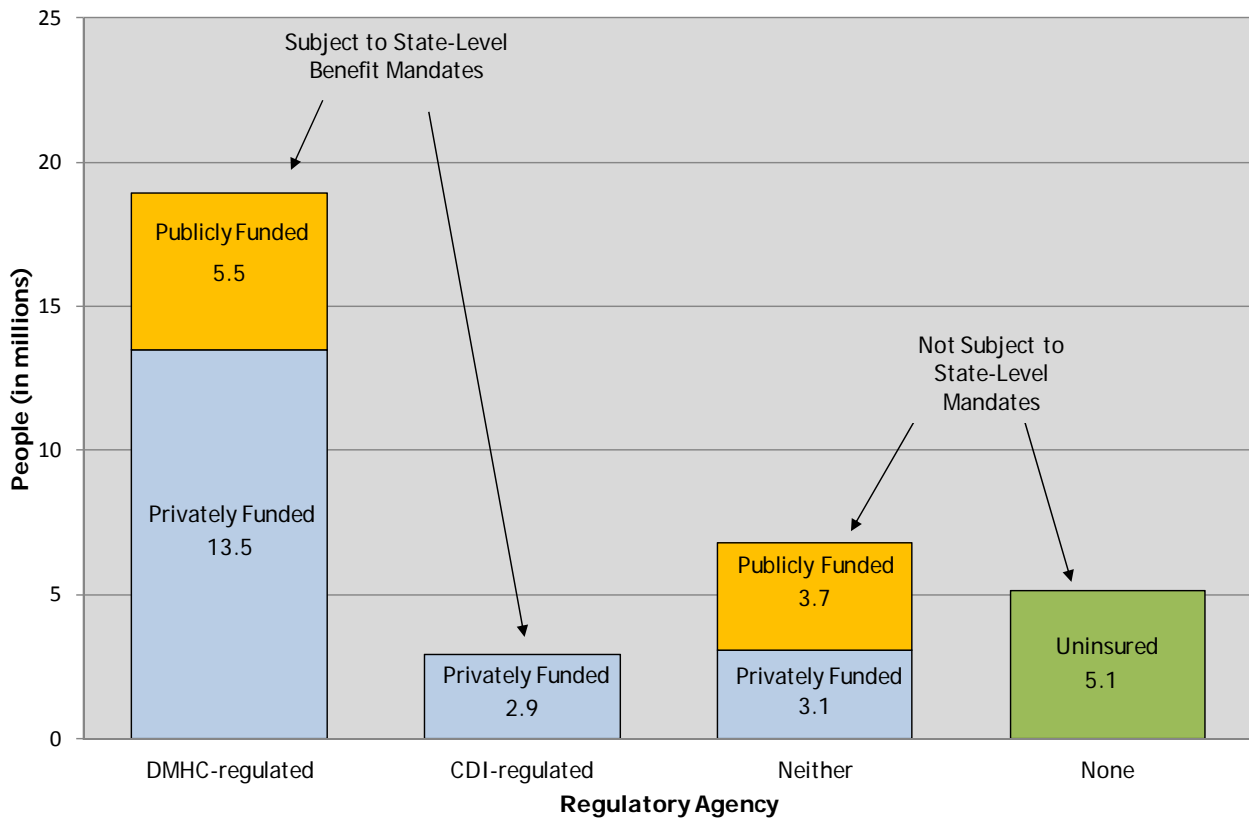 25
20
15
10
5
0
People (in millions)
Subject to State-Level
Benefit Mandates
Publicly Funded
5.5
Privately Funded
13.5
Privately Funded
2.9
Not Subject to
State-Level
Mandates
Publicly Funded
3.7
Privately Funded
3.1
Uninsured
5.1
DMHC-regulated
CDI-regulated
Neither
None
Regulatory Agency